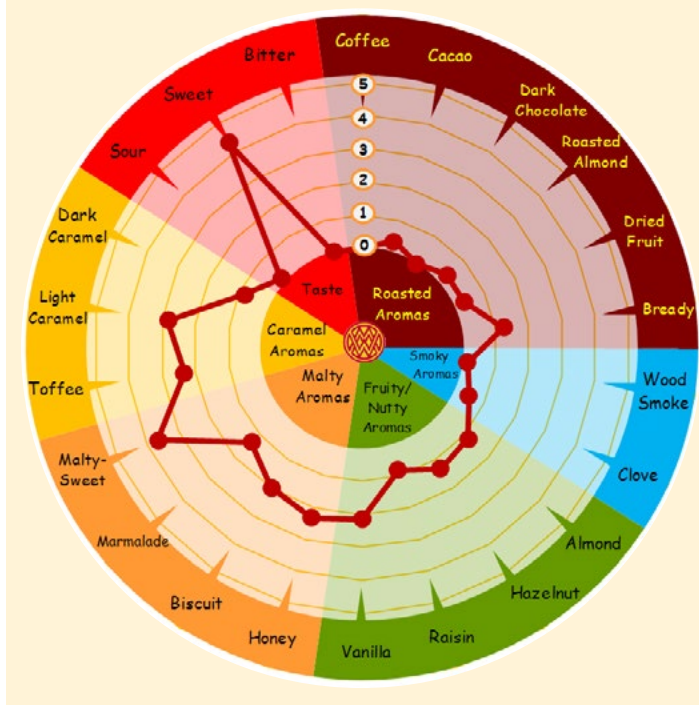 Coffee
Cacao
Dark
Chocolate
Roasted
Almond
Dried
Fruit
Bready
Wood
Smoke
Clove
Almond
Hazelnut
Raisin
Vanilla
Honey
Biscuit
Marmalade
Malty-
Sweet
Toffee
Light
Caramel
Dark
Caramel
Sour
Sweet
Bitter
5
4
3
2
1
0
Taste
Roasted
Aromas
Smoky
Aromas
Fruity/
Nutty
Aromas
Malty
Aromas
Caramel
Aromas